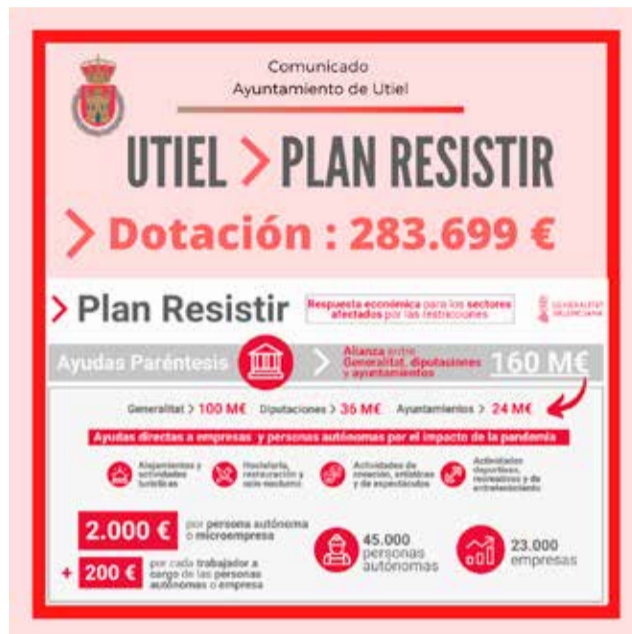 Comunicado
Ayuntamiento de Utiel
UTIEL > PLAN RESISTIR
> Dotación : 283.699 €
> Plan Resistir
Respuesta económica para los sectores
afectados por las restricciones
GENERALITAT
VALENCIANA
Ayudas Paréntesis
> Alianza entre
Generalitat, diputaciones
y ayuntamientos
160 M€
Generalitat > 100 M€ Diputaciones > 36 M€ Ayuntamientos > 24 M€
Ayudas directas a empresas y personas autónomas por el impacto de la pandemia
Alojamientos y
actividades
turísticas
Hostelería,
restauración y
ocio nocturno
Actividades de
creación, artísticas
y de espectáculos
Actividades
deportivas,
recreativas y de
entretenimiento
2.000 €
por persona autónoma
o microempresa
+ 200 €
por cada trabajador a
cargo de las personas
autónomas o empresa
45.000
personas
autónomas
23.000
empresas